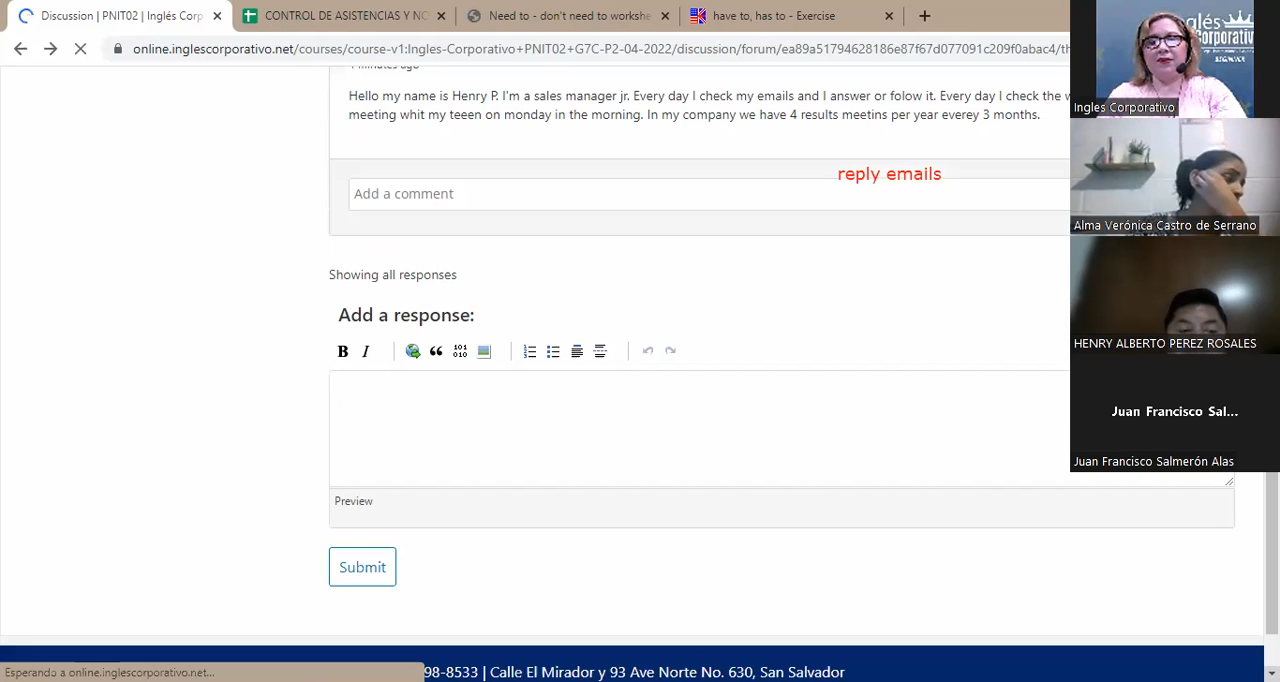 Discussion | PNIT02 | Inglés Corp
CONTROL DE ASISTENCIAS Y NO
Need to - don't need to workshe
have to, has to - Exercise
online.inglescorporativo.net/courses/course-v1:Ingles-Corporativo+PNIT02+G7C-P2-04-2022/discussion/forum/ea89a51794628186e87f67d077091c209f0abac4/th
minutes ago
Hello my name is Henry P. I'm a sales manager jr. Every day I check my emails and I answer or folow it. Every day I check the w
meeting whit my teeen on monday in the morning. In my company we have 4 results meetins per year everey 3 months.
reply emails
Add a comment
Showing all responses
Add a response:
B I
Preview
Submit
98-8533 | Calle El Mirador y 93 Ave Norte No. 630, San Salvador
Esperando a online.inglescorporativo.net...
Inglés
Corporativo
Ingles Corporativo
Alma Verónica Castro de Serrano
HENRY ALBERTO PEREZ ROSALES
Juan Francisco Sal...
Juan Francisco Salmerón Alas